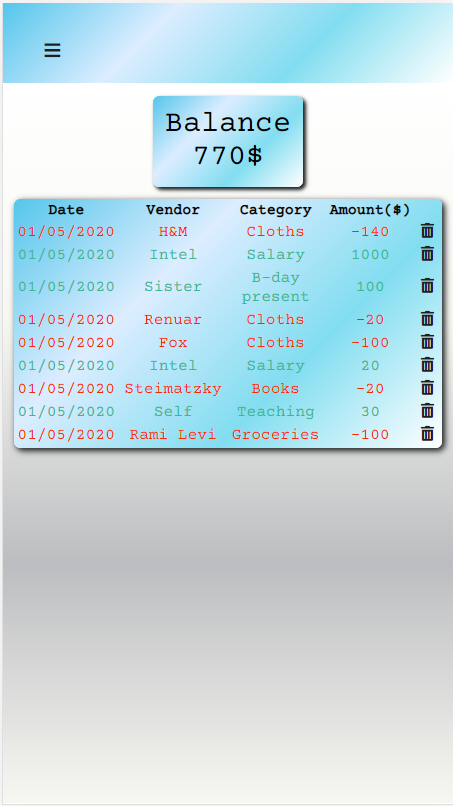 Balance
770$
Date Vendor Category Amount($)
01/05/2020 H&M Cloths -140
01/05/2020 Intel Salary 1000
01/05/2020 Sister B-day present 100
01/05/2020 Renuar Cloths -20
01/05/2020 Fox Cloths -100
01/05/2020 Intel Salary 20
01/05/2020 Steimatzky Books -20
01/05/2020 Self Teaching 30
01/05/2020 Rami Levi Groceries -100